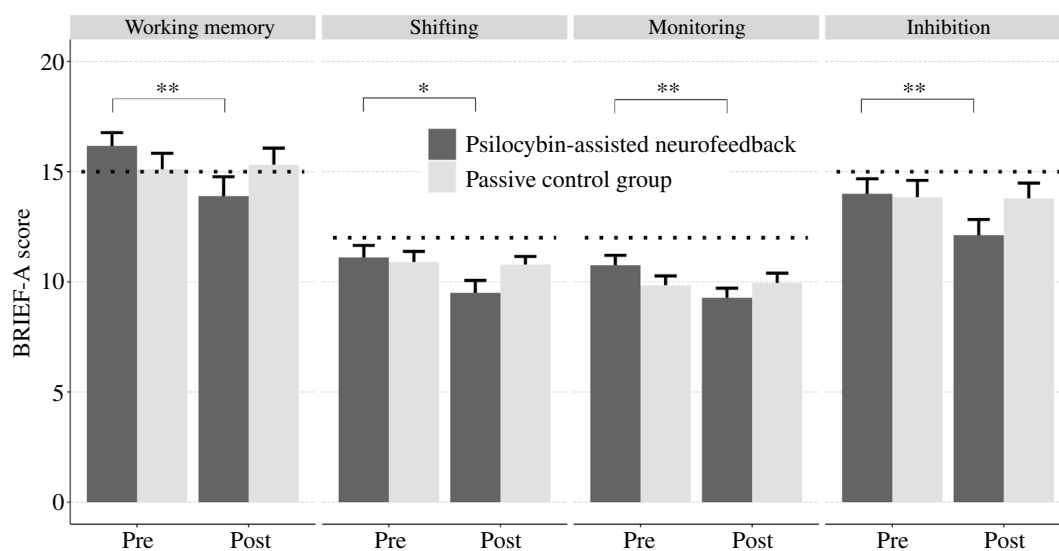 Working memory
Shifting
Monitoring
Inhibition
20
**
*
**
**
Psilocybin-assisted neurofeedback
Passive control group
15
10
5
0
BRIEF-A score
Pre
Post
Pre
Post
Pre
Post
Pre
Post